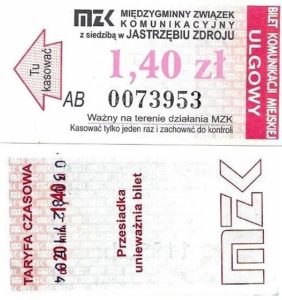 MZK MIĘDZYGMINNY ZWIĄZEK
KOMUNIKACYJNY
z siedzibą w JASTRZĘBIU ZDROJU
Tu
kasować
1,40 zł
AB 0073953
Ważny na terenie działania MZK
Kasować tylko jeden raz i zachować do kontroli
BILET KOMUNIKACJI MIEJSKIEJ
ULGOWY
TARYFA CZASOWA
Przesiadka
unieważnia bilet
MZK